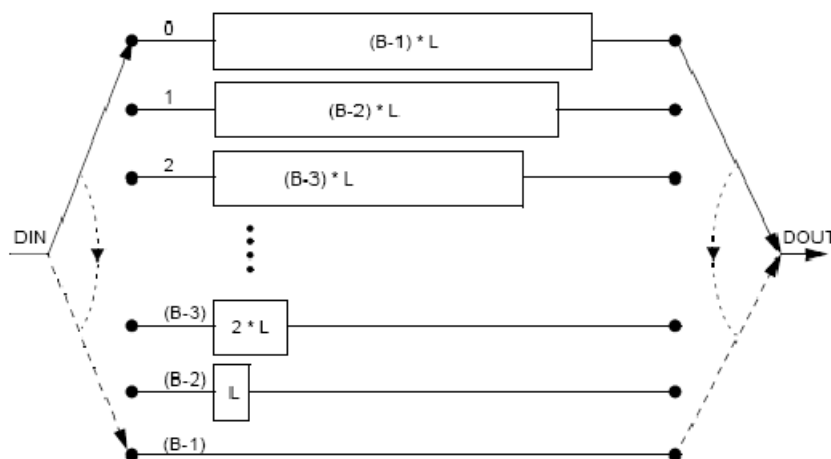 0
(B-1) * L
1
(B-2) * L
2
(B-3) * L
DIN
DOUT
(B-3)
2 * L
(B-2)
L
(B-1)